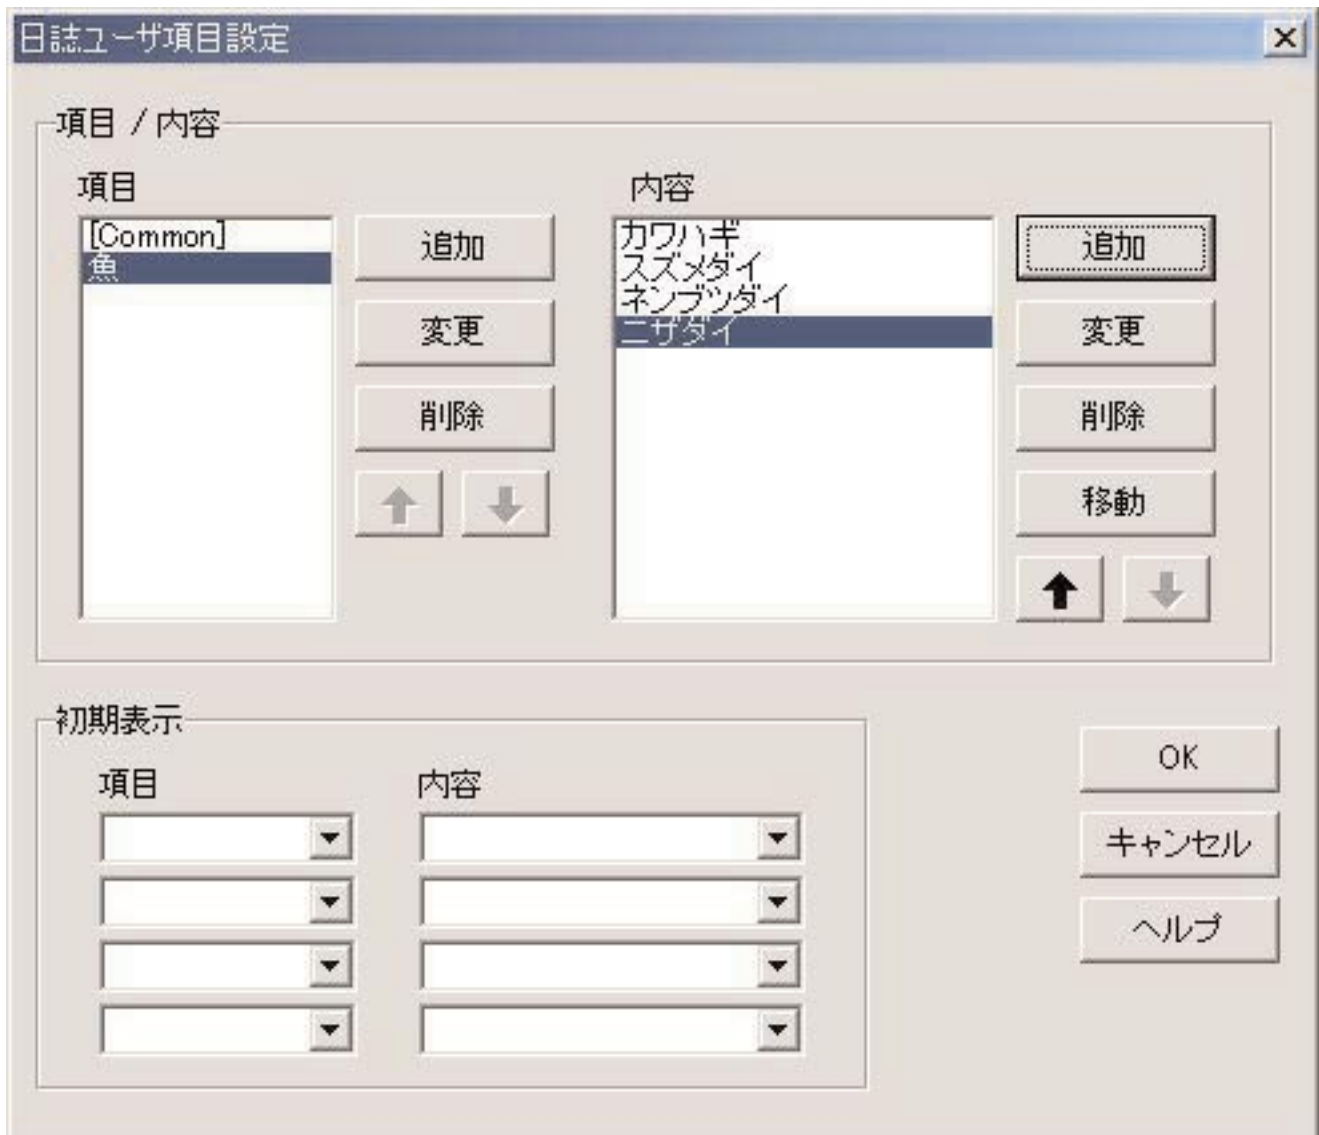 日誌ユーザ項目設定
項目 / 内容
項目
内容
[Common]
魚
追加
変更
削除
カワハギ
スズメダイ
ネンブツダイ
ニザダイ
追加
変更
削除
移動
初期表示
項目
内容
OK
キャンセル
ヘルプ